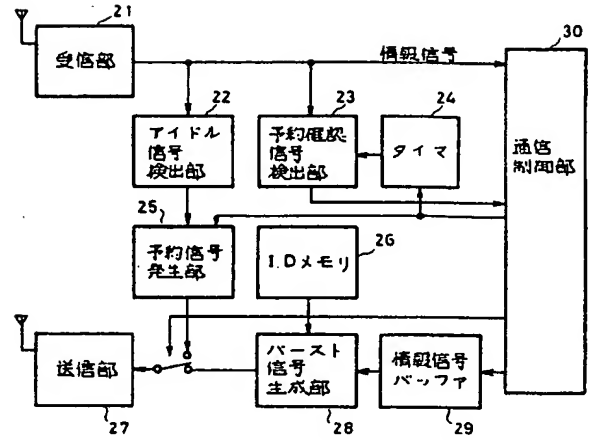 21
受信部
情報信号
30
22
アイドル
信号
検出部
23
予約確認
信号
検出部
24
タイマ
通信
制御部
25
予約信号
発生部
26
I.Dメモリ
送信部
27
バースト
信号
生成部
28
情報信号
バッファ
29